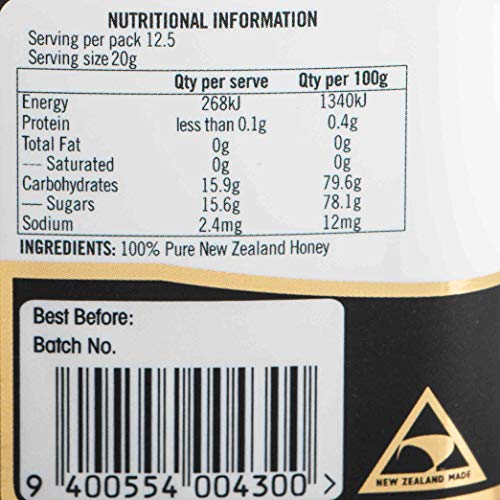 NUTRITIONAL INFORMATION
Serving per pack 12.5
Serving size 20g
Qty per serve Qty per 100g
Energy 268kJ 1340kJ
Protein less than 0.1g 0.4g
Total Fat 0g 0g
— Saturated 0g 0g
Carbohydrates 15.9g 79.6g
— Sugars 15.6g 78.1g
Sodium 2.4mg 12mg
INGREDIENTS: 100% Pure New Zealand Honey
Best Before:
Batch No.
9 400554 004300 >
NEW ZEALAND MADE